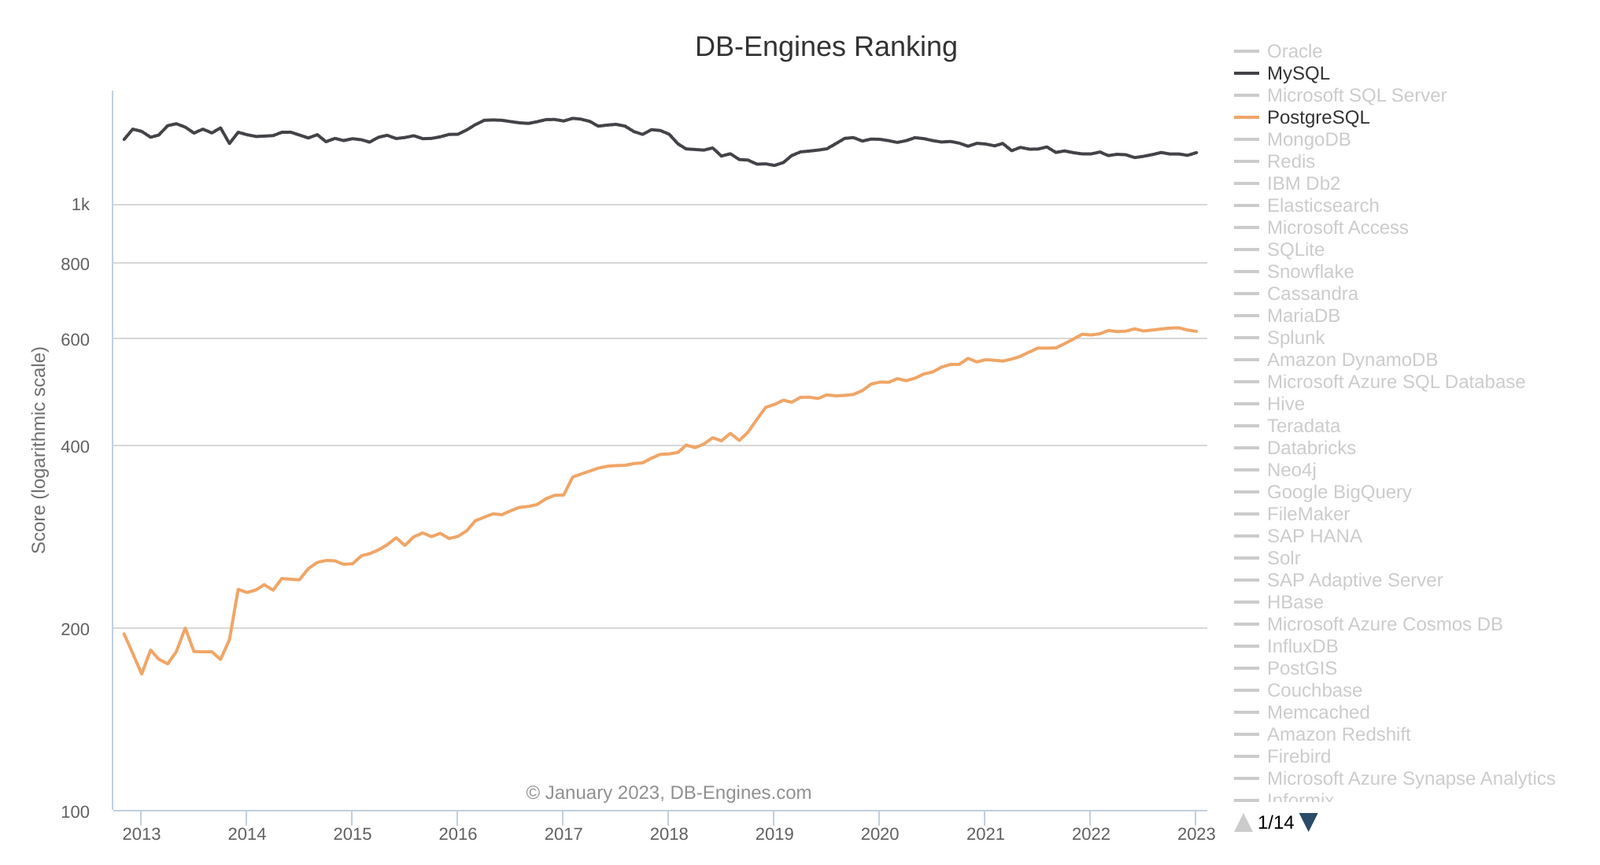 DB-Engines Ranking
Score (logarithmic scale)
1k
800
600
400
200
100
2013 2014 2015 2016 2017 2018 2019 2020 2021 2022 2023
© January 2023, DB-Engines.com
Oracle
MySQL
Microsoft SQL Server
PostgreSQL
MongoDB
Redis
IBM Db2
Elasticsearch
Microsoft Access
SQLite
Snowflake
Cassandra
MariaDB
Splunk
Amazon DynamoDB
Microsoft Azure SQL Database
Hive
Teradata
Databricks
Neo4j
Google BigQuery
FileMaker
SAP HANA
Solr
SAP Adaptive Server
HBase
Microsoft Azure Cosmos DB
InfluxDB
PostGIS
Couchbase
Memcached
Amazon Redshift
Firebird
Microsoft Azure Synapse Analytics
Informix
1/14